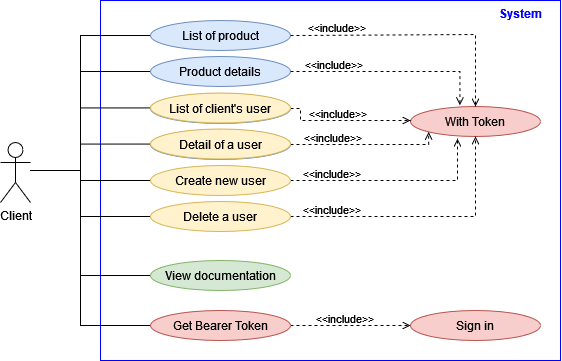 System
List of product
<<include>>
Product details
<<include>>
List of client's user
<<include>>
With Token
Detail of a user
<<include>>
Create new user
<<include>>
Client
Delete a user
<<include>>
View documentation
Get Bearer Token
<<include>>
Sign in